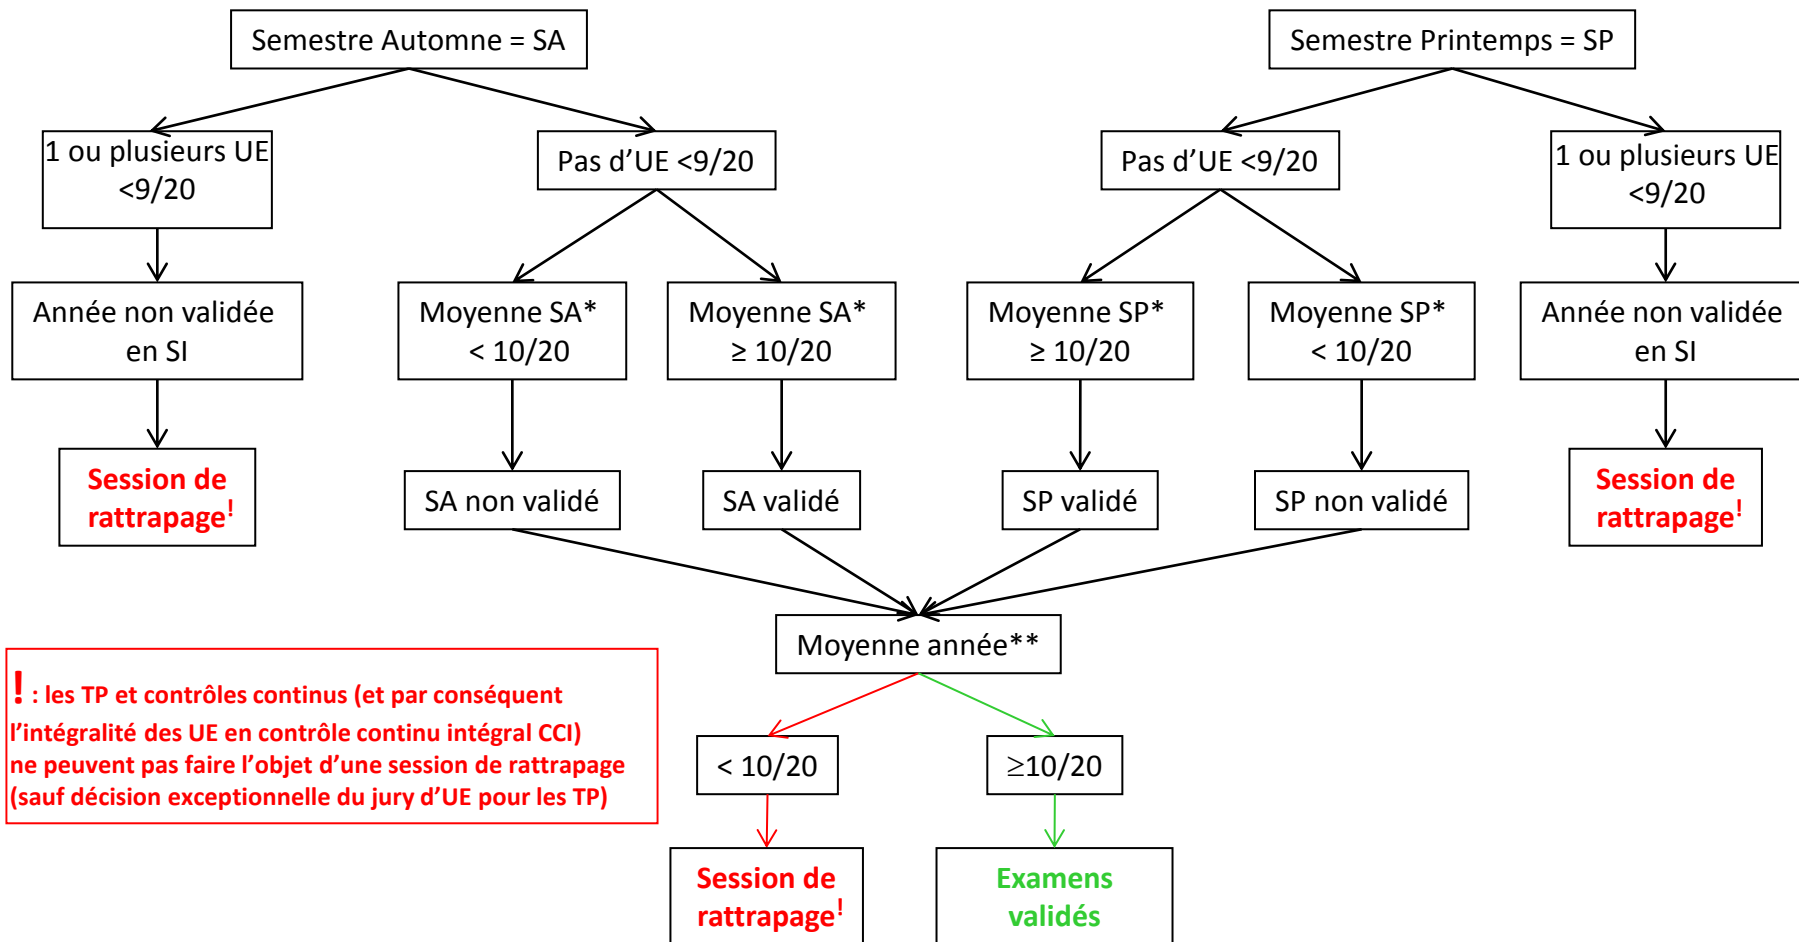 Semestre Automne = SA
Semestre Printemps = SP
1 ou plusieurs UE
<9/20
Pas d’UE <9/20
Pas d’UE <9/20
1 ou plusieurs UE
<9/20
Année non validée
en SI
Moyenne SA*
< 10/20
Moyenne SA*
≥ 10/20
Moyenne SP*
≥ 10/20
Moyenne SP*
< 10/20
Année non validée
en SI
Session de
rattrapage!
SA non validé
SA validé
SP validé
SP non validé
Session de
rattrapage!
Moyenne année**
! : les TP et contrôles continus (et par conséquent
l’intégralité des UE en contrôle continu intégral CCI)
ne peuvent pas faire l’objet d’une session de rattrapage
(sauf décision exceptionnelle du jury d’UE pour les TP)
< 10/20
≥10/20
Session de
rattrapage!
Examens
validés